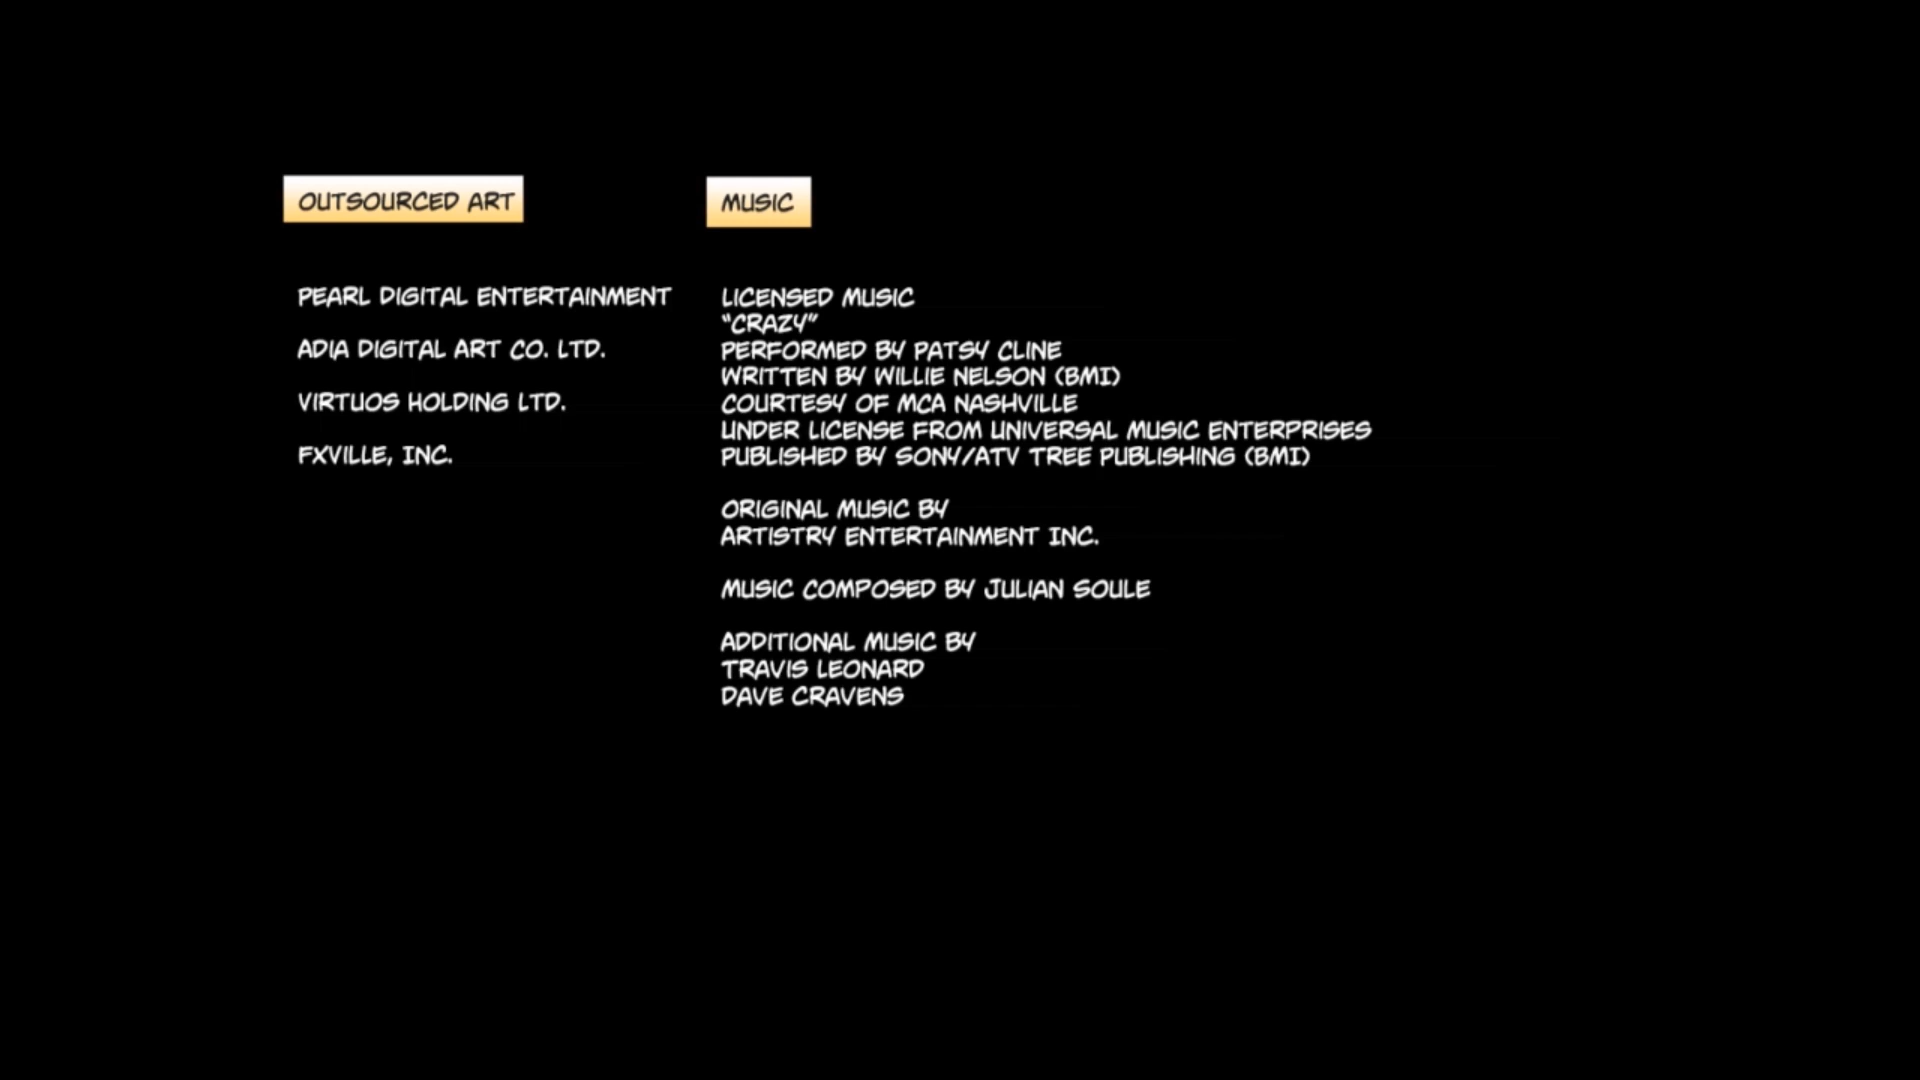 OUTSOURCED ART
PEARL DIGITAL ENTERTAINMENT
ADIA DIGITAL ART CO. LTD.
VIRTUOS HOLDING LTD.
FXVILLE, INC.
MUSIC
LICENSED MUSIC
"CRAZY"
PERFORMED BY PATSY CLINE
WRITTEN BY WILLIE NELSON (BMI)
COURTESY OF MCA NASHVILLE
UNDER LICENSE FROM UNIVERSAL MUSIC ENTERPRISES
PUBLISHED BY SONY/ATV TREE PUBLISHING (BMI)
ORIGINAL MUSIC BY
ARTISTRY ENTERTAINMENT INC.
MUSIC COMPOSED BY JULIAN SOULE
ADDITIONAL MUSIC BY
TRAVIS LEONARD
DAVE CRAVENS